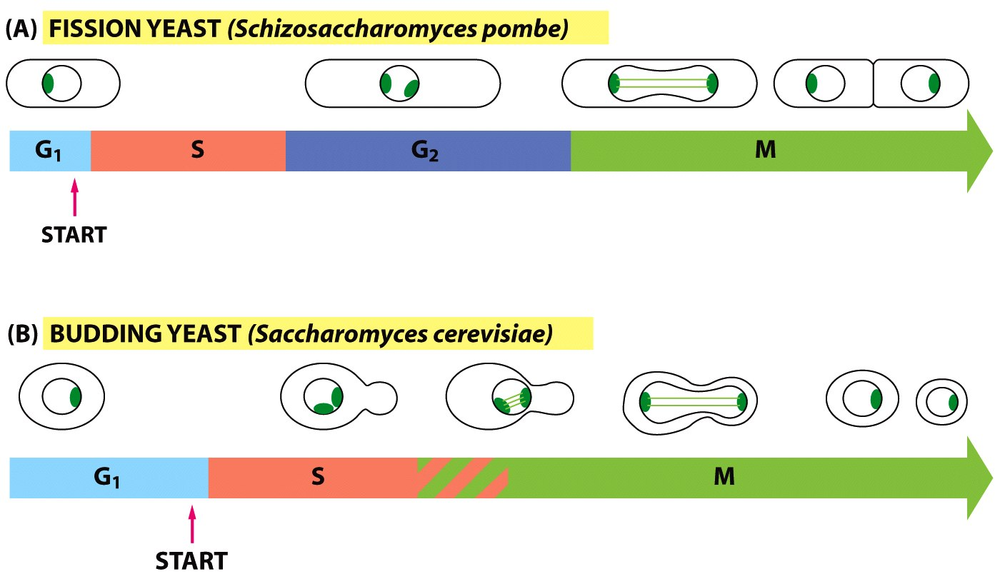 (A) FISSION YEAST (Schizosaccharomyces pombe)
G₁ S G₂ M
START
(B) BUDDING YEAST (Saccharomyces cerevisiae)
G₁ S M
START